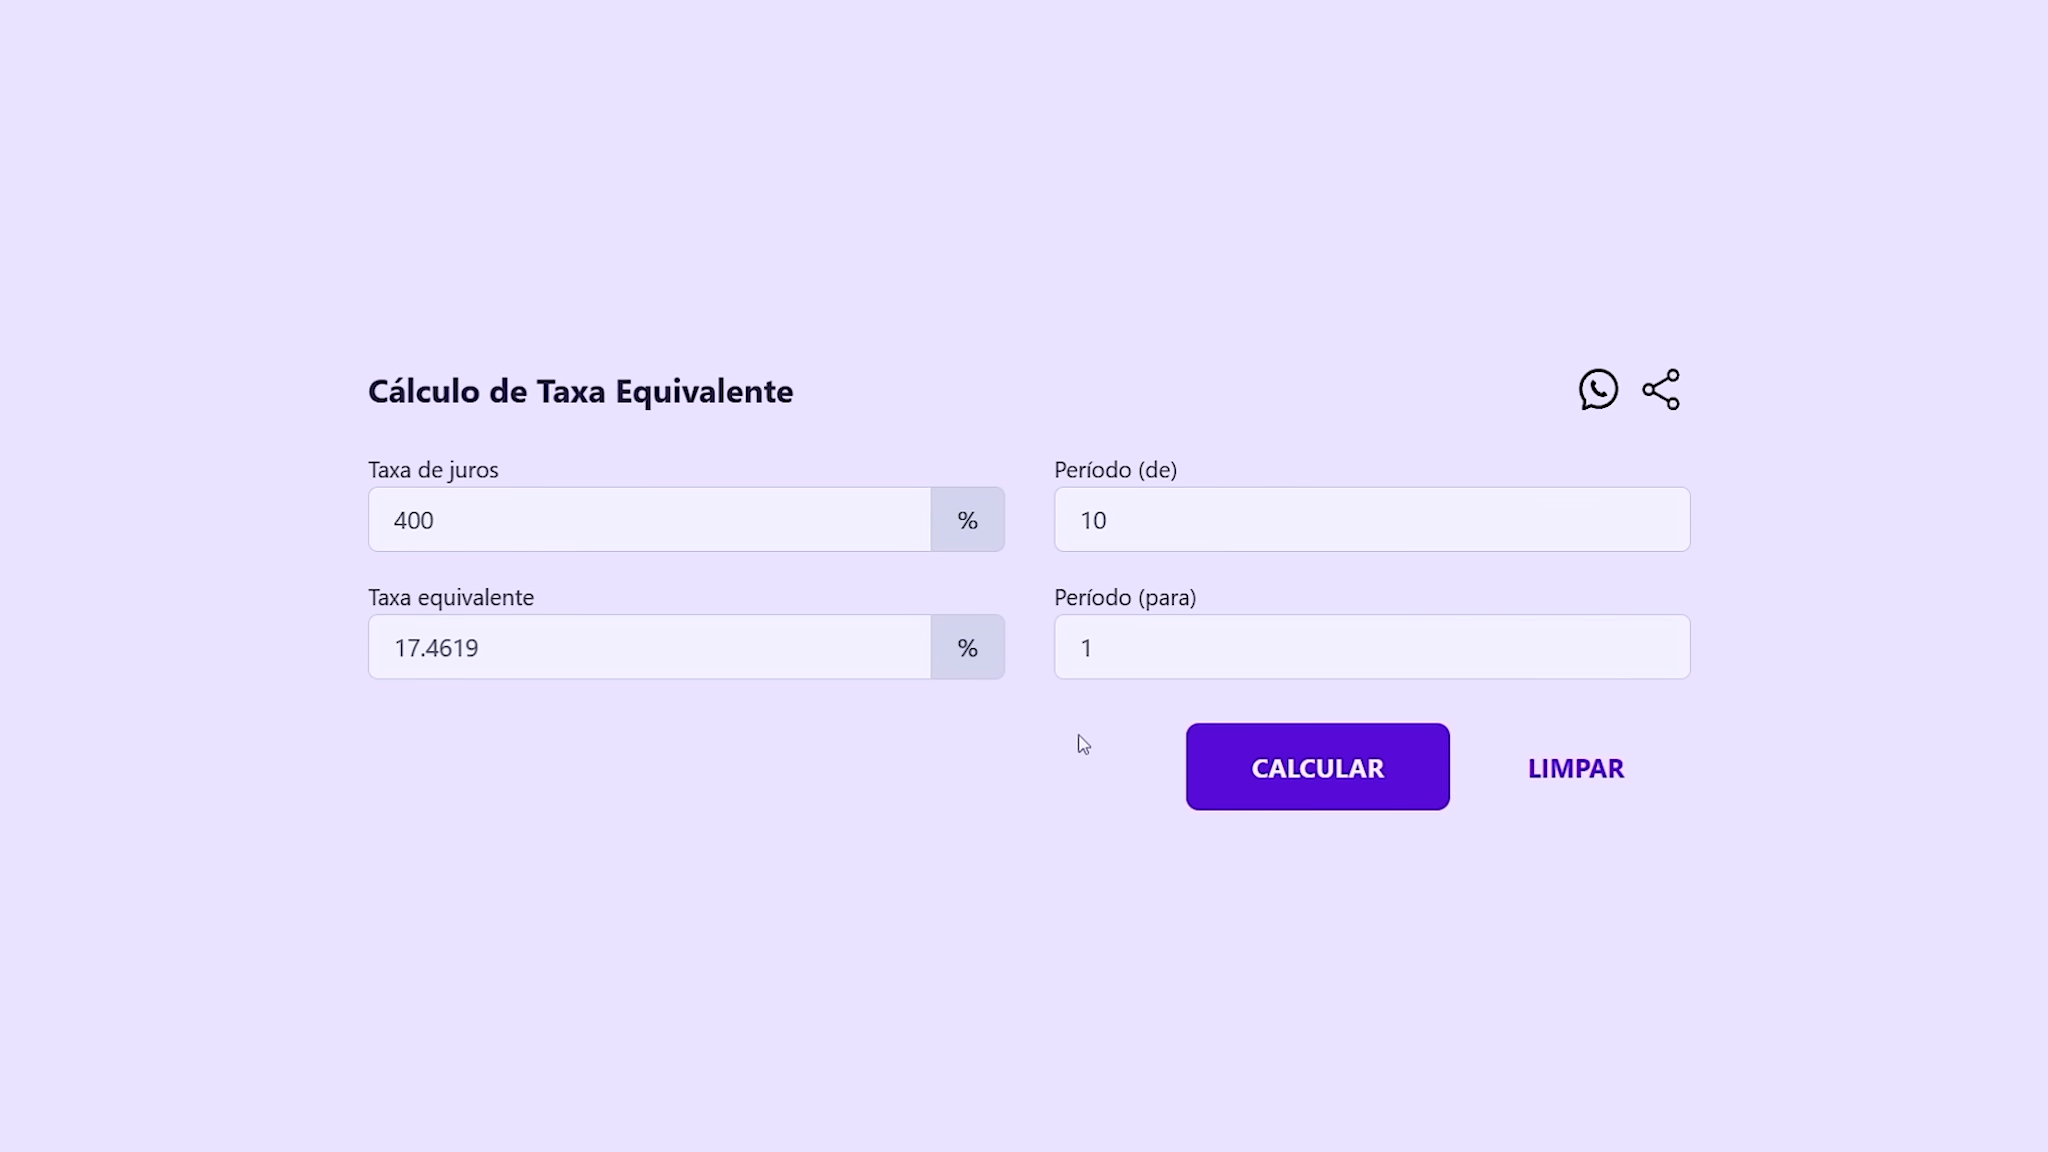 Cálculo de Taxa Equivalente
Taxa de juros
Período (de)
400 %
10
Taxa equivalente
Período (para)
17.4619 %
1
CALCULAR
LIMPAR